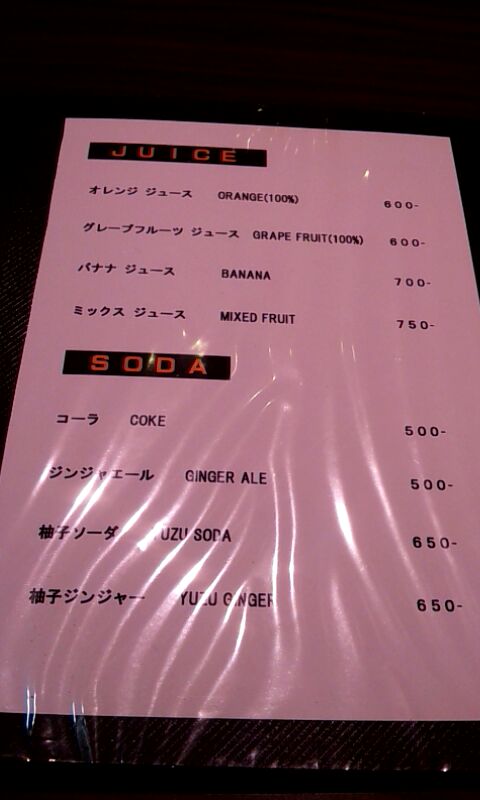 JUICE
オレンジ ジュース ORANGE(100%) 600-
グレープフルーツ ジュース GRAPE FRUIT(100%) 600-
バナナ ジュース BANANA 700-
ミックス ジュース MIXED FRUIT 750-
SODA
コーラ COKE 500-
ジンジャエール GINGER ALE 500-
柚子ソーダ YUZU SODA 650-
柚子ジンジャー YUZU GINGER 650-